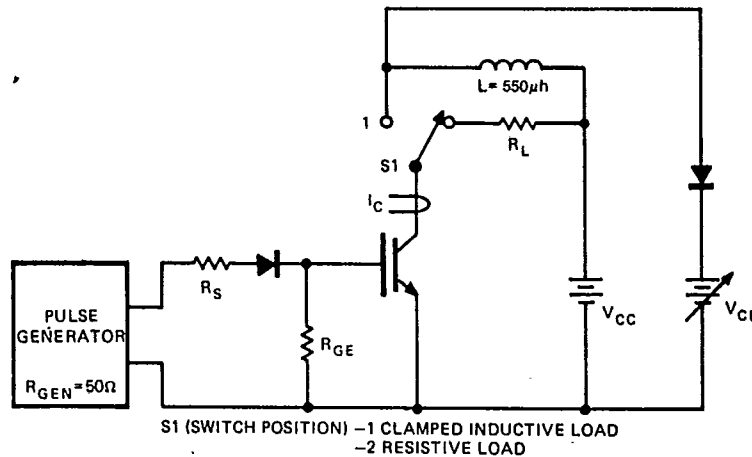 L= 550μh
1
R_L
S1
I_C
R_S
PULSE
GENERATOR
R_GEN = 50Ω
R_GE
V_CC
S1 (SWITCH POSITION) –1 CLAMPED INDUCTIVE LOAD
–2 RESISTIVE LOAD